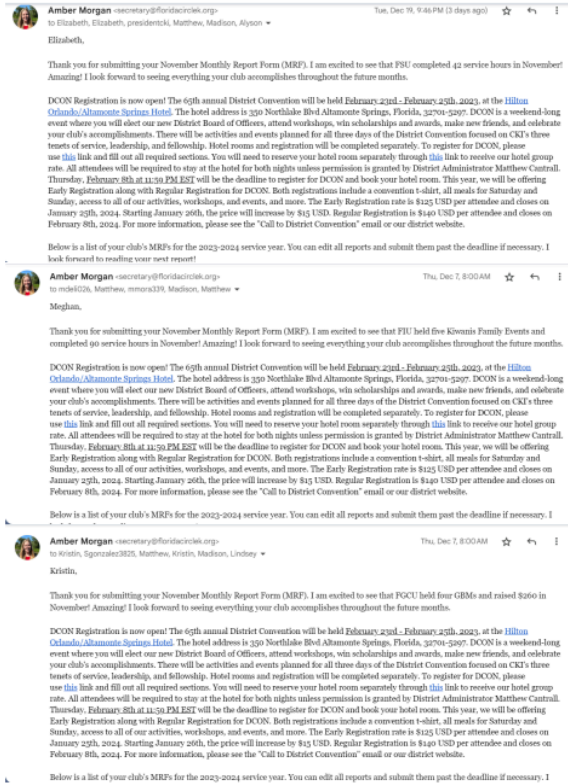 Amber Morgan <secretary@floridacirclek.org> Tue, Dec 19, 9:46 PM (3 days ago)
to Elizabeth, Elizabeth, presidentcki, Matthew, Madison, Alyson
Elizabeth,
Thank you for submitting your November Monthly Report Form (MRF). I am excited to see that FSU completed 42 service hours in November!
Amazing! I look forward to seeing everything your club accomplishes throughout the future months.
DCON Registration is now open! The 65th annual District Convention will be held February 23rd - February 25th, 2023, at the Hilton
Orlando/Altamonte Springs Hotel. The hotel address is 350 Northlake Blvd Altamonte Springs, Florida, 32701-5297. DCON is a weekend-long
event where you will elect our new District Board of Officers, attend workshops, win scholarships and awards, make new friends, and celebrate
your club's accomplishments. There will be activities and events planned for all three days of the District Convention focused on CKI's three
tenets of service, leadership, and fellowship. Hotel rooms and registration will be completed separately. To register for DCON, please
use this link and fill out all required sections. You will need to reserve your hotel room separately through this link to receive our hotel group
rate. All attendees will be required to stay at the hotel for both nights unless permission is granted by District Administrator Matthew Cantrall.
Thursday, February 8th at 11:59 PM EST will be the deadline to register for DCON and book your hotel room. This year, we will be offering
Early Registration along with Regular Registration for DCON. Both registrations include a convention t-shirt, all meals for Saturday and
Sunday, access to all of our activities, workshops, and events, and more. The Early Registration rate is $125 USD per attendee and closes on
January 25th, 2024. Starting January 26th, the price will increase by $15 USD. Regular Registration is $140 USD per attendee and closes on
February 8th, 2024. For more information, please see the "Call to District Convention" email or our district website.
Below is a list of your club's MRFs for the 2023-2024 service year. You can edit all reports and submit them past the deadline if necessary. I
look forward to reading your next report!
Amber Morgan <secretary@floridacirclek.org> Thu, Dec 7, 8:00 AM
to mdeli026, Matthew, mmora339, Madison, Matthew
Meghan,
Thank you for submitting your November Monthly Report Form (MRF). I am excited to see that FIU held five Kiwanis Family Events and
completed 90 service hours in November! Amazing! I look forward to seeing everything your club accomplishes throughout the future months.
DCON Registration is now open! The 65th annual District Convention will be held February 23rd - February 25th, 2023, at the Hilton
Orlando/Altamonte Springs Hotel. The hotel address is 350 Northlake Blvd Altamonte Springs, Florida, 32701-5297. DCON is a weekend-long
event where you will elect our new District Board of Officers, attend workshops, win scholarships and awards, make new friends, and celebrate
your club's accomplishments. There will be activities and events planned for all three days of the District Convention focused on CKI's three
tenets of service, leadership, and fellowship. Hotel rooms and registration will be completed separately. To register for DCON, please
use this link and fill out all required sections. You will need to reserve your hotel room separately through this link to receive our hotel group
rate. All attendees will be required to stay at the hotel for both nights unless permission is granted by District Administrator Matthew Cantrall.
Thursday, February 8th at 11:59 PM EST will be the deadline to register for DCON and book your hotel room. This year, we will be offering
Early Registration along with Regular Registration for DCON. Both registrations include a convention t-shirt, all meals for Saturday and
Sunday, access to all of our activities, workshops, and events, and more. The Early Registration rate is $125 USD per attendee and closes on
January 25th, 2024. Starting January 26th, the price will increase by $15 USD. Regular Registration is $140 USD per attendee and closes on
February 8th, 2024. For more information, please see the "Call to District Convention" email or our district website.
Below is a list of your club's MRFs for the 2023-2024 service year. You can edit all reports and submit them past the deadline if necessary. I
Amber Morgan <secretary@floridacirclek.org> Thu, Dec 7, 8:00 AM
to Kristin, Sgonzalez3825, Matthew, Kristin, Madison, Lindsey
Kristin,
Thank you for submitting your November Monthly Report Form (MRF). I am excited to see that FGCU held four GBMs and raised $260 in
November! Amazing! I look forward to seeing everything your club accomplishes throughout the future months.
DCON Registration is now open! The 65th annual District Convention will be held February 23rd - February 25th, 2023, at the Hilton
Orlando/Altamonte Springs Hotel. The hotel address is 350 Northlake Blvd Altamonte Springs, Florida, 32701-5297. DCON is a weekend-long
event where you will elect our new District Board of Officers, attend workshops, win scholarships and awards, make new friends, and celebrate
your club's accomplishments. There will be activities and events planned for all three days of the District Convention focused on CKI's three
tenets of service, leadership, and fellowship. Hotel rooms and registration will be completed separately. To register for DCON, please
use this link and fill out all required sections. You will need to reserve your hotel room separately through this link to receive our hotel group
rate. All attendees will be required to stay at the hotel for both nights unless permission is granted by District Administrator Matthew Cantrall.
Thursday, February 8th at 11:59 PM EST will be the deadline to register for DCON and book your hotel room. This year, we will be offering
Early Registration along with Regular Registration for DCON. Both registrations include a convention t-shirt, all meals for Saturday and
Sunday, access to all of our activities, workshops, and events, and more. The Early Registration rate is $125 USD per attendee and closes on
January 25th, 2024. Starting January 26th, the price will increase by $15 USD. Regular Registration is $140 USD per attendee and closes on
February 8th, 2024. For more information, please see the "Call to District Convention" email or our district website.
Below is a list of your club's MRFs for the 2023-2024 service year. You can edit all reports and submit them past the deadline if necessary. I